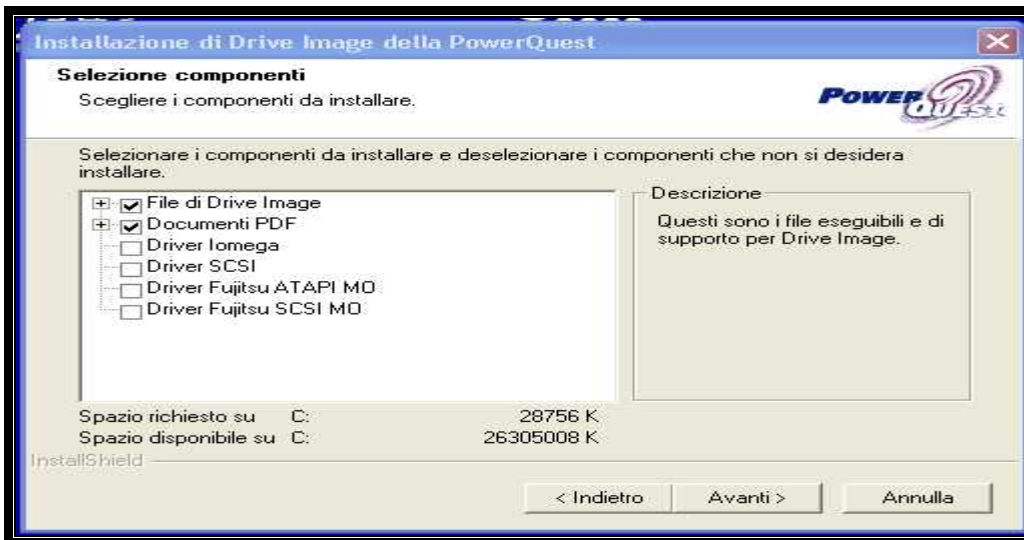 Installazione di Drive Image della PowerQuest
Selezione componenti
Scegliere i componenti da installare.
POWER
QUEST
Selezionare i componenti da installare e deselezionare i componenti che non si desidera
installare.
File di Drive Image
Documenti PDF
Driver Iomega
Driver SCSI
Driver Fujitsu ATAPI MO
Driver Fujitsu SCSI MO
Descrizione
Questi sono i file eseguibili e di
supporto per Drive Image.
Spazio richiesto su C: 28756 K
Spazio disponibile su C: 26305008 K
InstallShield
< Indietro
Avanti >
Annulla